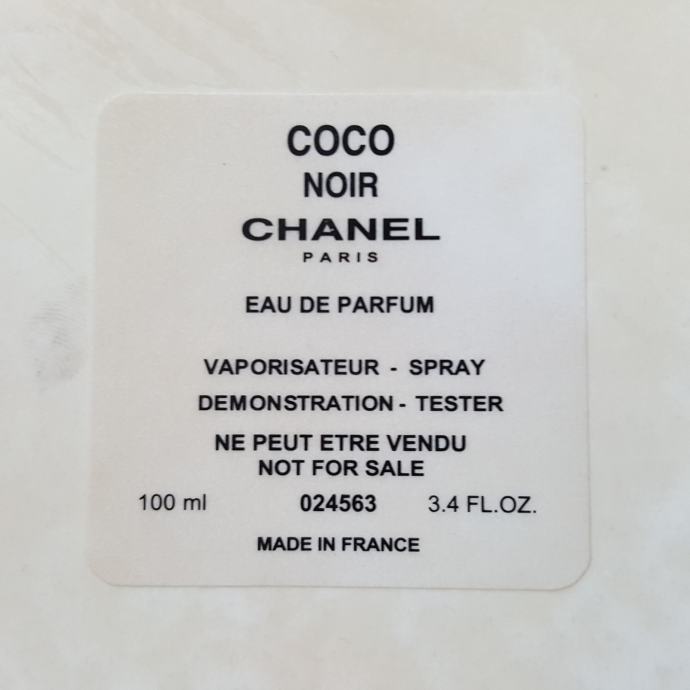 COCO
NOIR
CHANEL
PARIS
EAU DE PARFUM
VAPORISATEUR - SPRAY
DEMONSTRATION - TESTER
NE PEUT ETRE VENDU
NOT FOR SALE
100 ml 024563 3.4 FL.OZ.
MADE IN FRANCE